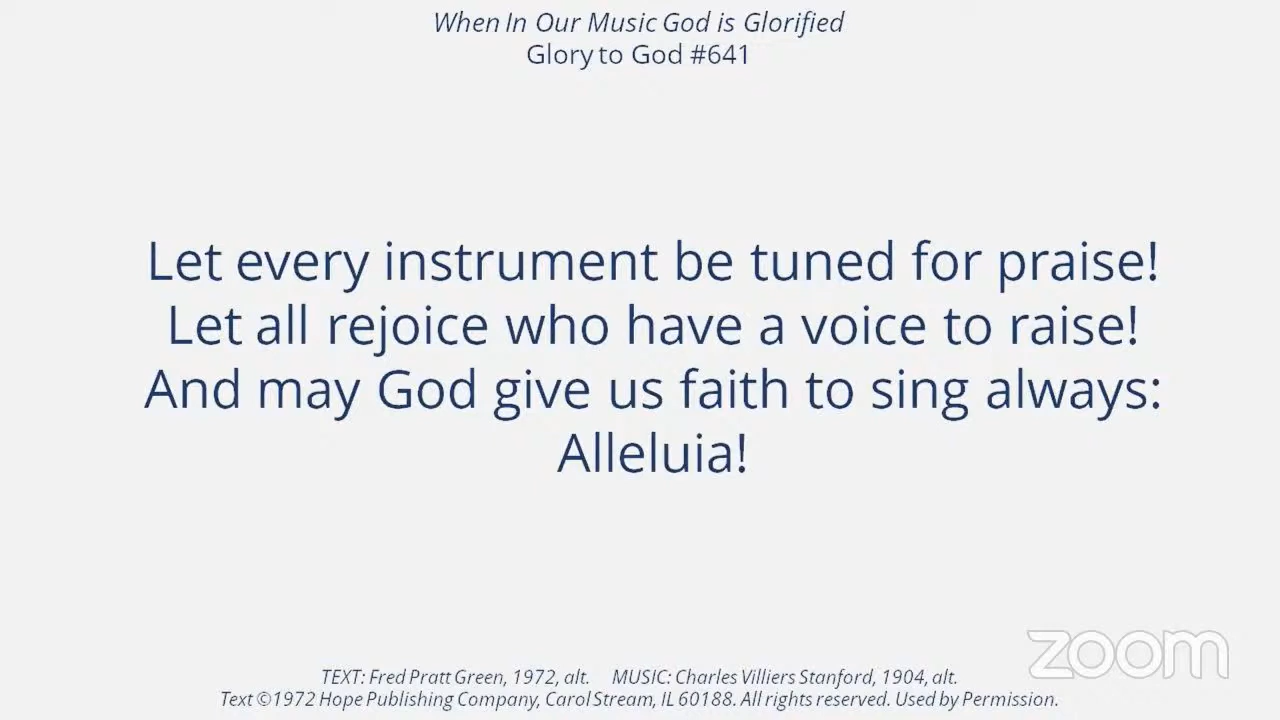 When In Our Music God is Glorified
Glory to God #641
Let every instrument be tuned for praise!
Let all rejoice who have a voice to raise!
And may God give us faith to sing always:
Alleluia!
zoom
TEXT: Fred Pratt Green, 1972, alt. MUSIC: Charles Villiers Stanford, 1904, alt.
Text ©1972 Hope Publishing Company, Carol Stream, IL 60188. All rights reserved. Used by Permission.